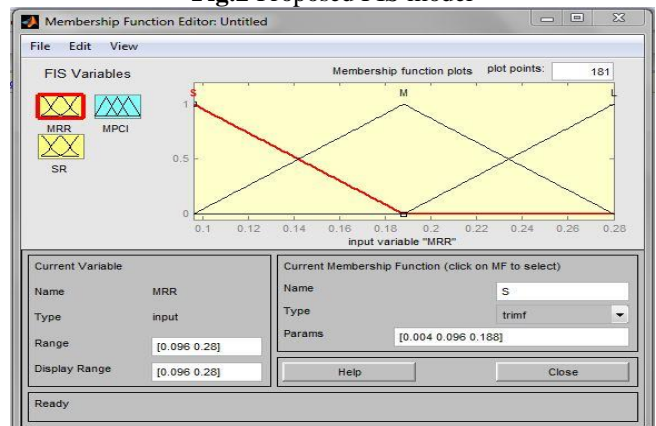 Fig.2 Proposed FIS model
Membership Function Editor: Untitled
File Edit View
FIS Variables
MRR MPCI
SR
Membership function plots plot points: 181
S M L
1
0.5
0
0.1 0.12 0.14 0.16 0.18 0.2 0.22 0.24 0.26 0.28
input variable "MRR"
Current Variable
Name MRR
Type input
Range [0.096 0.28]
Display Range [0.096 0.28]
Current Membership Function (click on MF to select)
Name S
Type trimf
Params [0.004 0.096 0.188]
Help Close
Ready